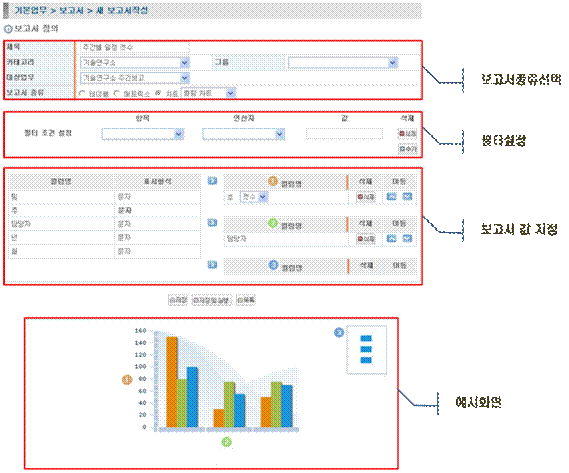 기본업무 > 보고서 > 새 보고서작성
보고서 정의
제목 주간별 일정 갯수
카테고리 기술연구소 그룹
대상업무 기술연구소 주간보고
보고서 종류 테이블 매트릭스 차트 컬럼 차트
보고서종류선택
항목 연산자 값 삭제
필터 조건 설정 삭제
추가
필터설정
컬럼명 표시형식 1 컬럼명 삭제 이동
팀 문자 주 갯수 삭제
주 문자
담당자 문자 2 컬럼명 삭제 이동
년 문자 담당자 삭제
월 문자
3 컬럼명 삭제 이동
보고서 값 지정
저장 저장및실행 목록
160
140
120
100
80
60
40
20
0
1
2
3
예시화면